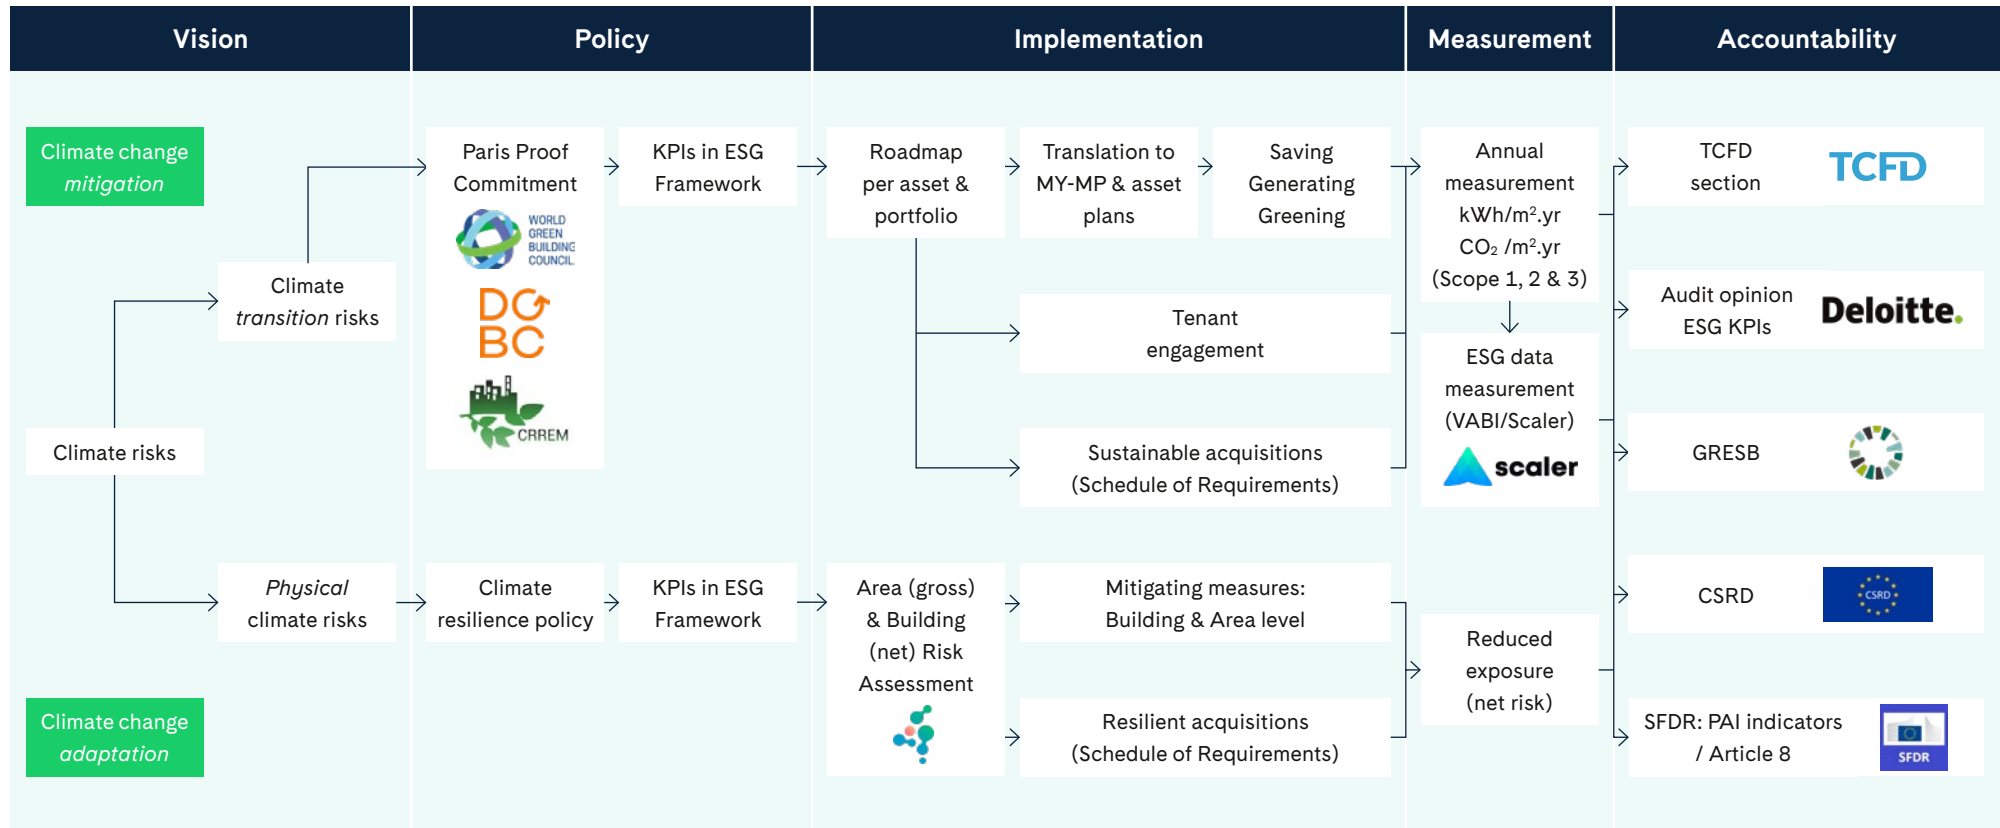 Vision
Policy
Implementation
Measurement
Accountability
Climate change
mitigation
Climate
transition risks
Climate risks
Physical
climate risks
Climate change
adaptation
Paris Proof
Commitment
WORLD
GREEN
BUILDING
COUNCIL
DG
BC
CRREM
KPIs in ESG
Framework
Climate
resilience policy
KPIs in ESG
Framework
Roadmap
per asset &
portfolio
Translation to
MY-MP & asset
plans
Saving
Generating
Greening
Tenant
engagement
Sustainable acquisitions
(Schedule of Requirements)
Area (gross)
& Building
(net) Risk
Assessment
Mitigating measures:
Building & Area level
Resilient acquisitions
(Schedule of Requirements)
Annual
measurement
kWh/m².yr
CO₂ /m².yr
(Scope 1, 2 & 3)
ESG data
measurement
(VABI/Scaler)
scaler
Reduced
exposure
(net risk)
TCFD
section
TCFD
Audit opinion
ESG KPIs
Deloitte.
GRESB
CSRD
CSRD
SFDR: PAI indicators
/ Article 8
SFDR